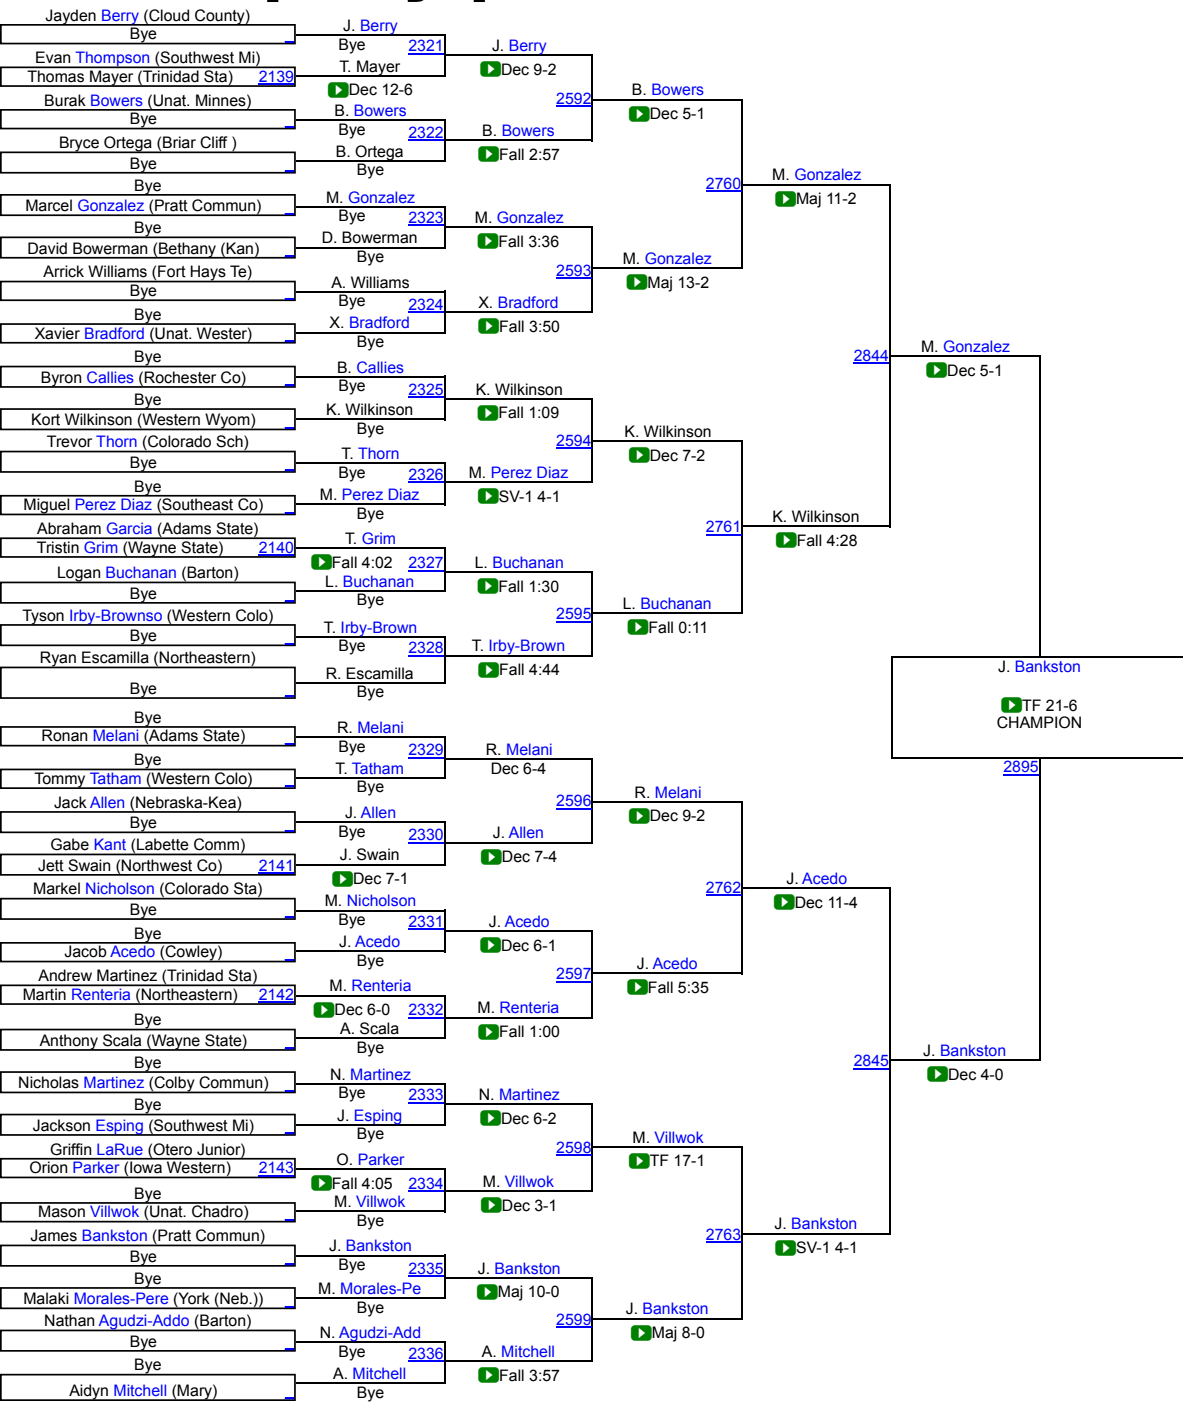 Jayden Berry (Cloud County)
Bye
Evan Thompson (Southwest Mi)
Thomas Mayer (Trinidad Sta) 2139
Burak Bowers (Unat. Minnes)
Bye
Bryce Ortega (Briar Cliff )
Bye
Bye
Marcel Gonzalez (Pratt Commun)
Bye
David Bowerman (Bethany (Kan)
Arrick Williams (Fort Hays Te)
Bye
Bye
Xavier Bradford (Unat. Wester)
Bye
Byron Callies (Rochester Co)
Bye
Kort Wilkinson (Western Wyom)
Trevor Thorn (Colorado Sch)
Bye
Bye
Miguel Perez Diaz (Southeast Co)
Abraham Garcia (Adams State)
Tristin Grim (Wayne State) 2140
Logan Buchanan (Barton)
Bye
Tyson Irby-Brownso (Western Colo)
Bye
Ryan Escamilla (Northeastern)
Bye
Bye
Ronan Melani (Adams State)
Bye
Tommy Tatham (Western Colo)
Jack Allen (Nebraska-Kea)
Bye
Gabe Kant (Labette Comm)
Jett Swain (Northwest Co) 2141
Markel Nicholson (Colorado Sta)
Bye
Bye
Jacob Acedo (Cowley)
Andrew Martinez (Trinidad Sta)
Martin Renteria (Northeastern) 2142
Bye
Anthony Scala (Wayne State)
Bye
Nicholas Martinez (Colby Commun)
Bye
Jackson Esping (Southwest Mi)
Griffin LaRue (Otero Junior)
Orion Parker (Iowa Western) 2143
Bye
Mason Villwok (Unat. Chadro)
James Bankston (Pratt Commun)
Bye
Bye
Malaki Morales-Pere (York (Neb.))
Nathan Agudzi-Addo (Barton)
Bye
Bye
Aidyn Mitchell (Mary)
J. Berry
Bye 2321
T. Mayer
Dec 12-6
B. Bowers
Bye 2322
B. Ortega
Bye
M. Gonzalez
Bye 2323
D. Bowerman
Bye
A. Williams
Bye 2324
X. Bradford
Bye
B. Callies
Bye 2325
K. Wilkinson
Bye
T. Thorn
Bye 2326
M. Perez Diaz
Bye
T. Grim
Fall 4:02 2327
L. Buchanan
Bye
T. Irby-Brown
Bye 2328
R. Escamilla
Bye
R. Melani
Bye 2329
T. Tatham
Bye
J. Allen
Bye 2330
J. Swain
Dec 7-1
M. Nicholson
Bye 2331
J. Acedo
Bye
M. Renteria
Dec 6-0 2332
A. Scala
Bye
N. Martinez
Bye 2333
J. Esping
Bye
O. Parker
Fall 4:05 2334
M. Villwok
Bye
J. Bankston
Bye 2335
M. Morales-Pe
Bye
N. Agudzi-Add
Bye 2336
A. Mitchell
Bye
J. Berry
Dec 9-2
2592
B. Bowers
Fall 2:57
M. Gonzalez
Fall 3:36
2593
X. Bradford
Fall 3:50
K. Wilkinson
Fall 1:09
2594
M. Perez Diaz
SV-1 4-1
L. Buchanan
Fall 1:30
2595
T. Irby-Brown
Fall 4:44
R. Melani
Dec 6-4
2596
J. Allen
Dec 7-4
J. Acedo
Dec 6-1
2597
M. Renteria
Fall 1:00
N. Martinez
Dec 6-2
2598
M. Villwok
Dec 3-1
J. Bankston
Maj 10-0
2599
A. Mitchell
Fall 3:57
B. Bowers
Dec 5-1
2760
M. Gonzalez
Maj 13-2
K. Wilkinson
Dec 7-2
2761
L. Buchanan
Fall 0:11
R. Melani
Dec 9-2
2762
J. Acedo
Fall 5:35
M. Villwok
TF 17-1
2763
J. Bankston
Maj 8-0
M. Gonzalez
Maj 11-2
2844
K. Wilkinson
Fall 4:28
J. Acedo
Dec 11-4
2845
J. Bankston
SV-1 4-1
M. Gonzalez
Dec 5-1
J. Bankston
Dec 4-0
J. Bankston
TF 21-6
CHAMPION
2895